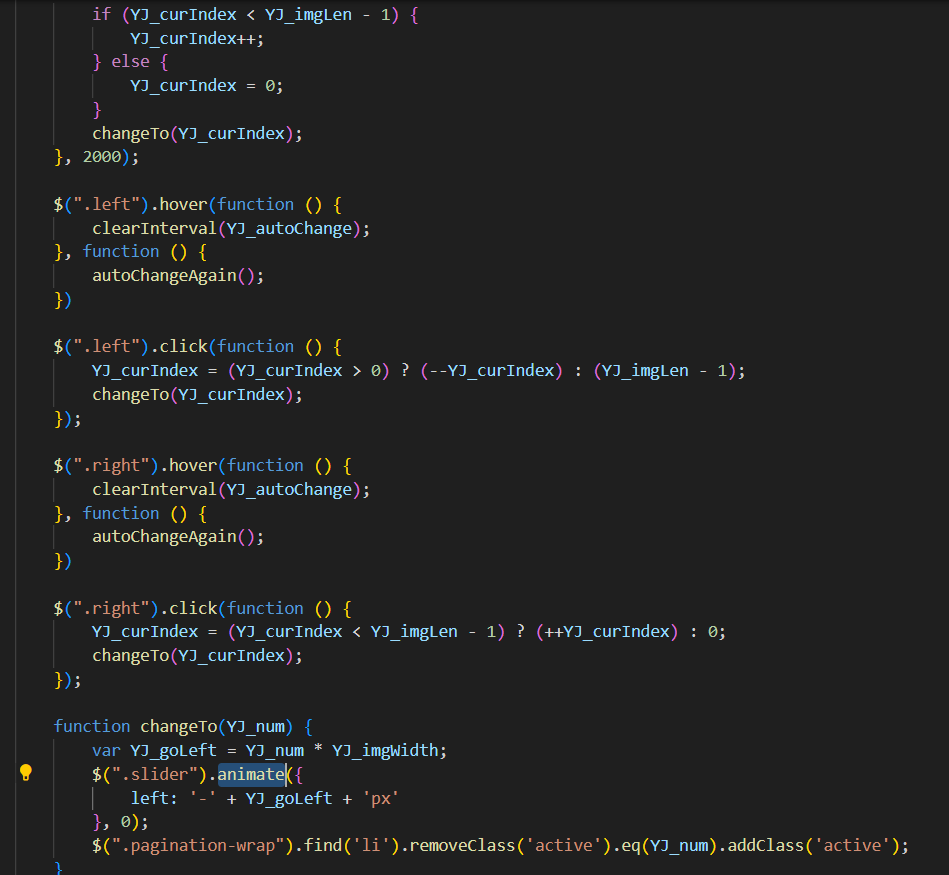 if (YJ_curIndex < YJ_imgLen - 1) {
YJ_curIndex++;
} else {
YJ_curIndex = 0;
}
changeTo(YJ_curIndex);
}, 2000);
$(".left").hover(function () {
clearInterval(YJ_autoChange);
}, function () {
autoChangeAgain();
})
$(".left").click(function () {
YJ_curIndex = (YJ_curIndex > 0) ? (--YJ_curIndex) : (YJ_imgLen - 1);
changeTo(YJ_curIndex);
});
$(".right").hover(function () {
clearInterval(YJ_autoChange);
}, function () {
autoChangeAgain();
})
$(".right").click(function () {
YJ_curIndex = (YJ_curIndex < YJ_imgLen - 1) ? (++YJ_curIndex) : 0;
changeTo(YJ_curIndex);
});
function changeTo(YJ_num) {
var YJ_goLeft = YJ_num * YJ_imgWidth;
$(".slider").animate({
left: '-' + YJ_goLeft + 'px'
}, 0);
$(".pagination-wrap").find('li').removeClass('active').eq(YJ_num).addClass('active');
}